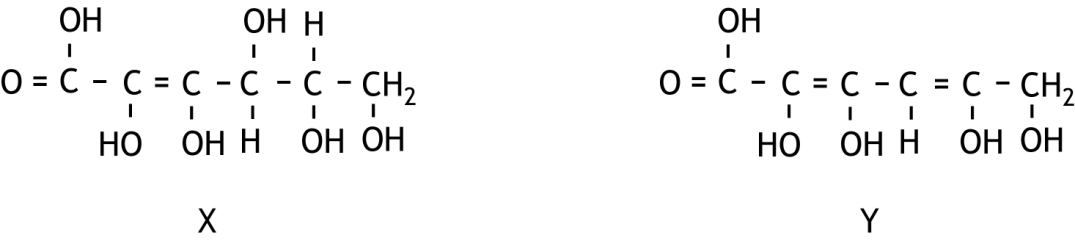 OH OH H OH
O = C – C = C – C – C – CH2 O = C – C = C – C = C – CH2
HO OH H OH OH HO OH H OH OH
X Y